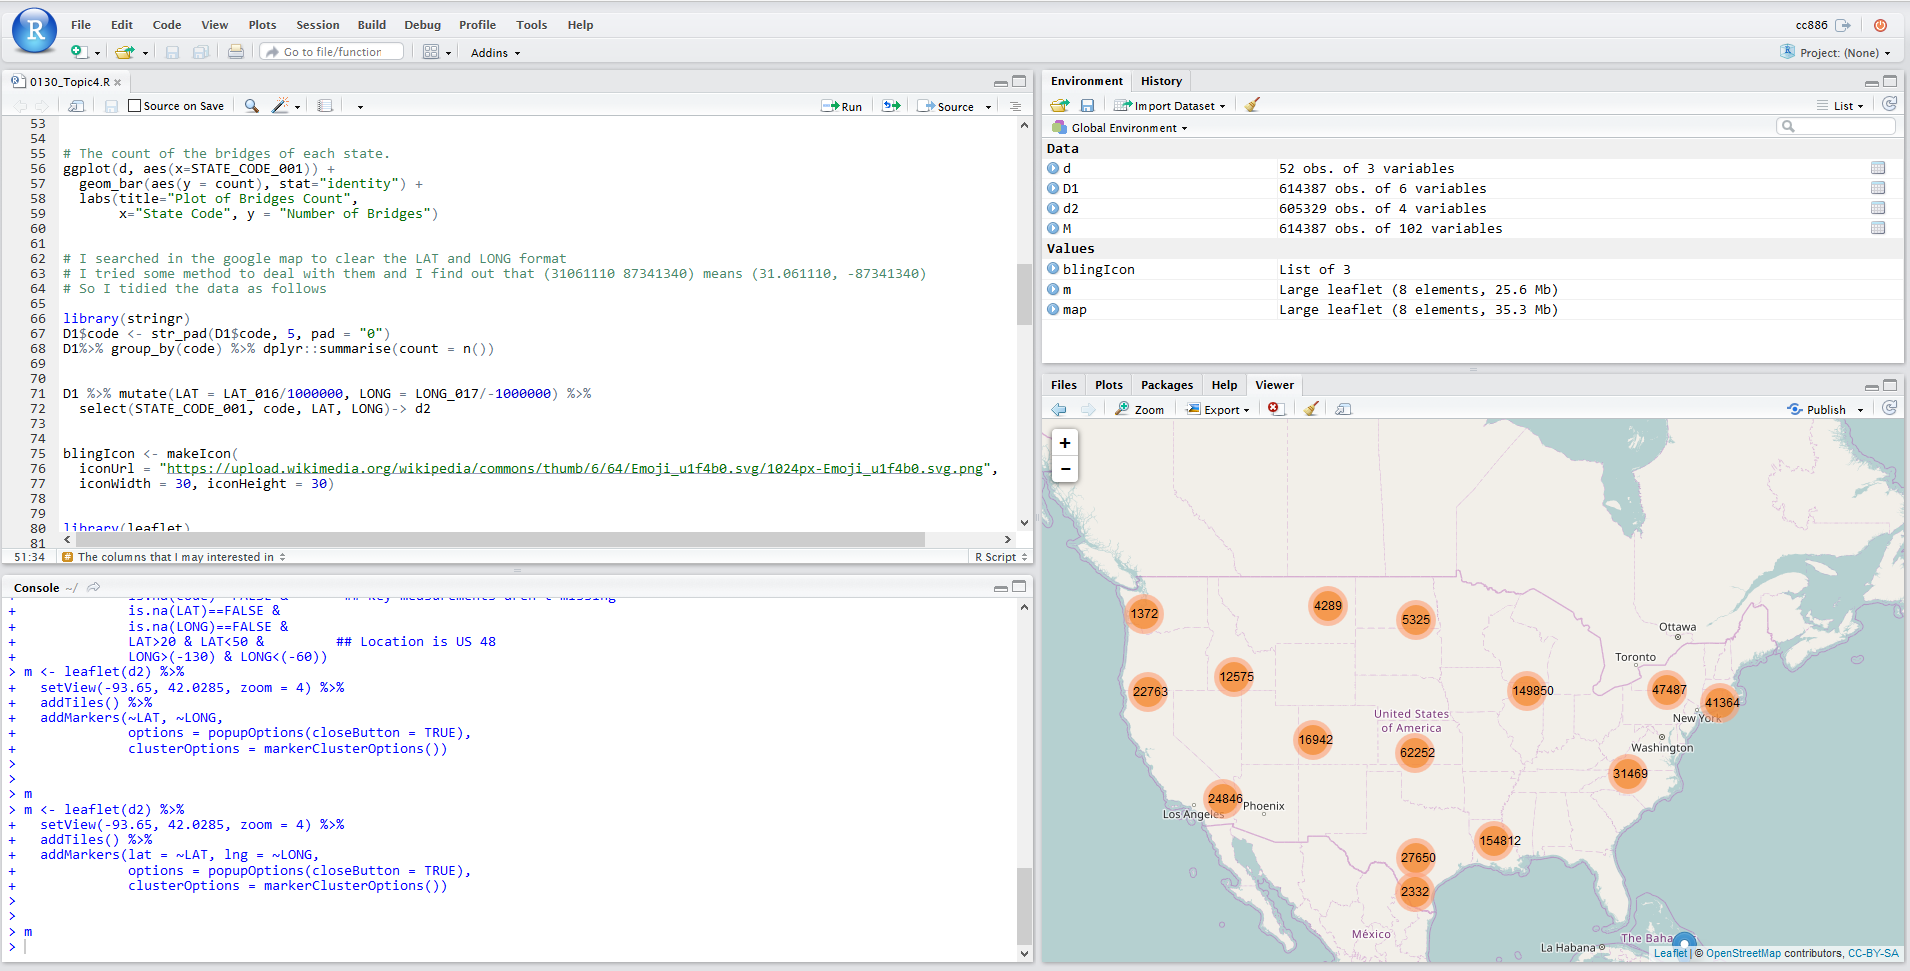 File Edit Code View Plots Session Build Debug Profile Tools Help
cc886
Go to file/function
Addins
Project: (None)
0130_Topic4.R
Source on Save
Run
Source
53
54
55 # The count of the bridges of each state.
56 ggplot(d, aes(x=STATE_CODE_001)) +
57 geom_bar(aes(y = count), stat="identity") +
58 labs(title="Plot of Bridges Count",
59 x="State Code", y = "Number of Bridges")
60
61
62 # I searched in the google map to clear the LAT and LONG format
63 # I tried some method to deal with them and I find out that (31061110 87341340) means (31.061110, -87341340)
64 # So I tidied the data as follows
65
66 library(stringr)
67 D1$code <- str_pad(D1$code, 5, pad = "0")
68 D1%>% group_by(code) %>% dplyr::summarise(count = n())
69
70
71 D1 %>% mutate(LAT = LAT_016/1000000, LONG = LONG_017/-1000000) %>%
72 select(STATE_CODE_001, code, LAT, LONG)-> d2
73
74
75 blingIcon <- makeIcon(
76 iconUrl = "https://upload.wikimedia.org/wikipedia/commons/thumb/6/64/Emoji_u1f4b0.svg/1024px-Emoji_u1f4b0.svg.png",
77 iconWidth = 30, iconHeight = 30)
78
79
80 library(leaflet)
81
51:34
# The columns that I may interested in
R Script
Console ~/
+ is.na(code)==FALSE & ## key measurements aren't missing
+ is.na(LAT)==FALSE &
+ is.na(LONG)==FALSE &
+ LAT>20 & LAT<50 & ## Location is US 48
+ LONG>(-130) & LONG<(-60))
> m <- leaflet(d2) %>%
+ setView(-93.65, 42.0285, zoom = 4) %>%
+ addTiles() %>%
+ addMarkers(~LAT, ~LONG,
+ options = popupOptions(closeButton = TRUE),
+ clusterOptions = markerClusterOptions())
>
>
> m
> m <- leaflet(d2) %>%
+ setView(-93.65, 42.0285, zoom = 4) %>%
+ addTiles() %>%
+ addMarkers(lat = ~LAT, lng = ~LONG,
+ options = popupOptions(closeButton = TRUE),
+ clusterOptions = markerClusterOptions())
>
>
> m
>
Environment History
Import Dataset
List
Global Environment
Data
d 52 obs. of 3 variables
D1 614387 obs. of 6 variables
d2 605329 obs. of 4 variables
M 614387 obs. of 102 variables
Values
blingIcon List of 3
m Large leaflet (8 elements, 25.6 Mb)
map Large leaflet (8 elements, 35.3 Mb)
Files Plots Packages Help Viewer
Zoom
Export
Publish
+
−
1372
4289
5325
Ottawa
Toronto
12575
22763
149850
47487
41364
New York
United States
of America
16942
62252
Washington
31469
24846
Phoenix
Los Angeles
154812
27650
2332
México
La Habana
The Baha
Leaflet | © OpenStreetMap contributors, CC-BY-SA